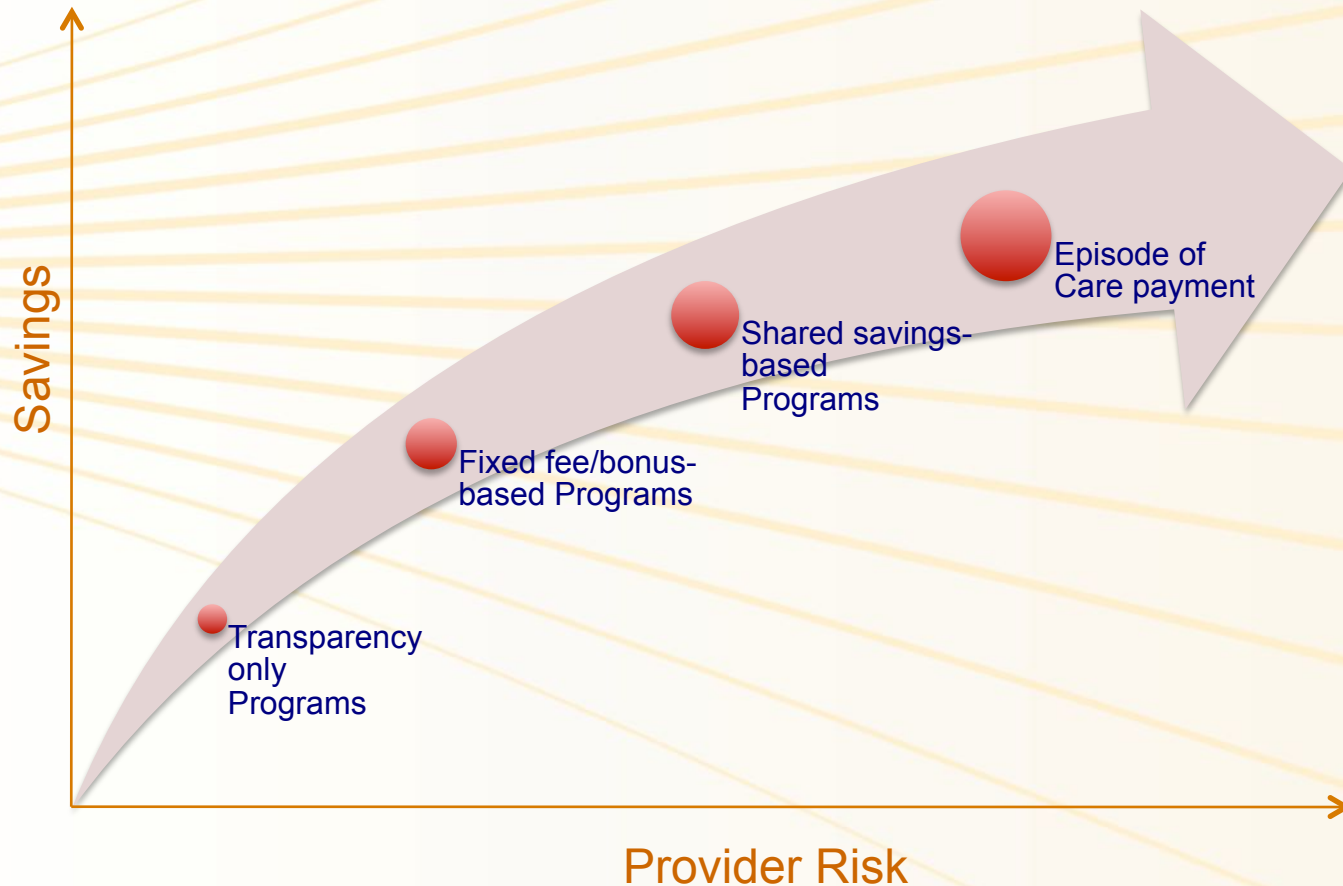 Savings
Episode of
Care payment
Shared savings-
based
Programs
Fixed fee/bonus-
based Programs
Transparency
only
Programs
Provider Risk